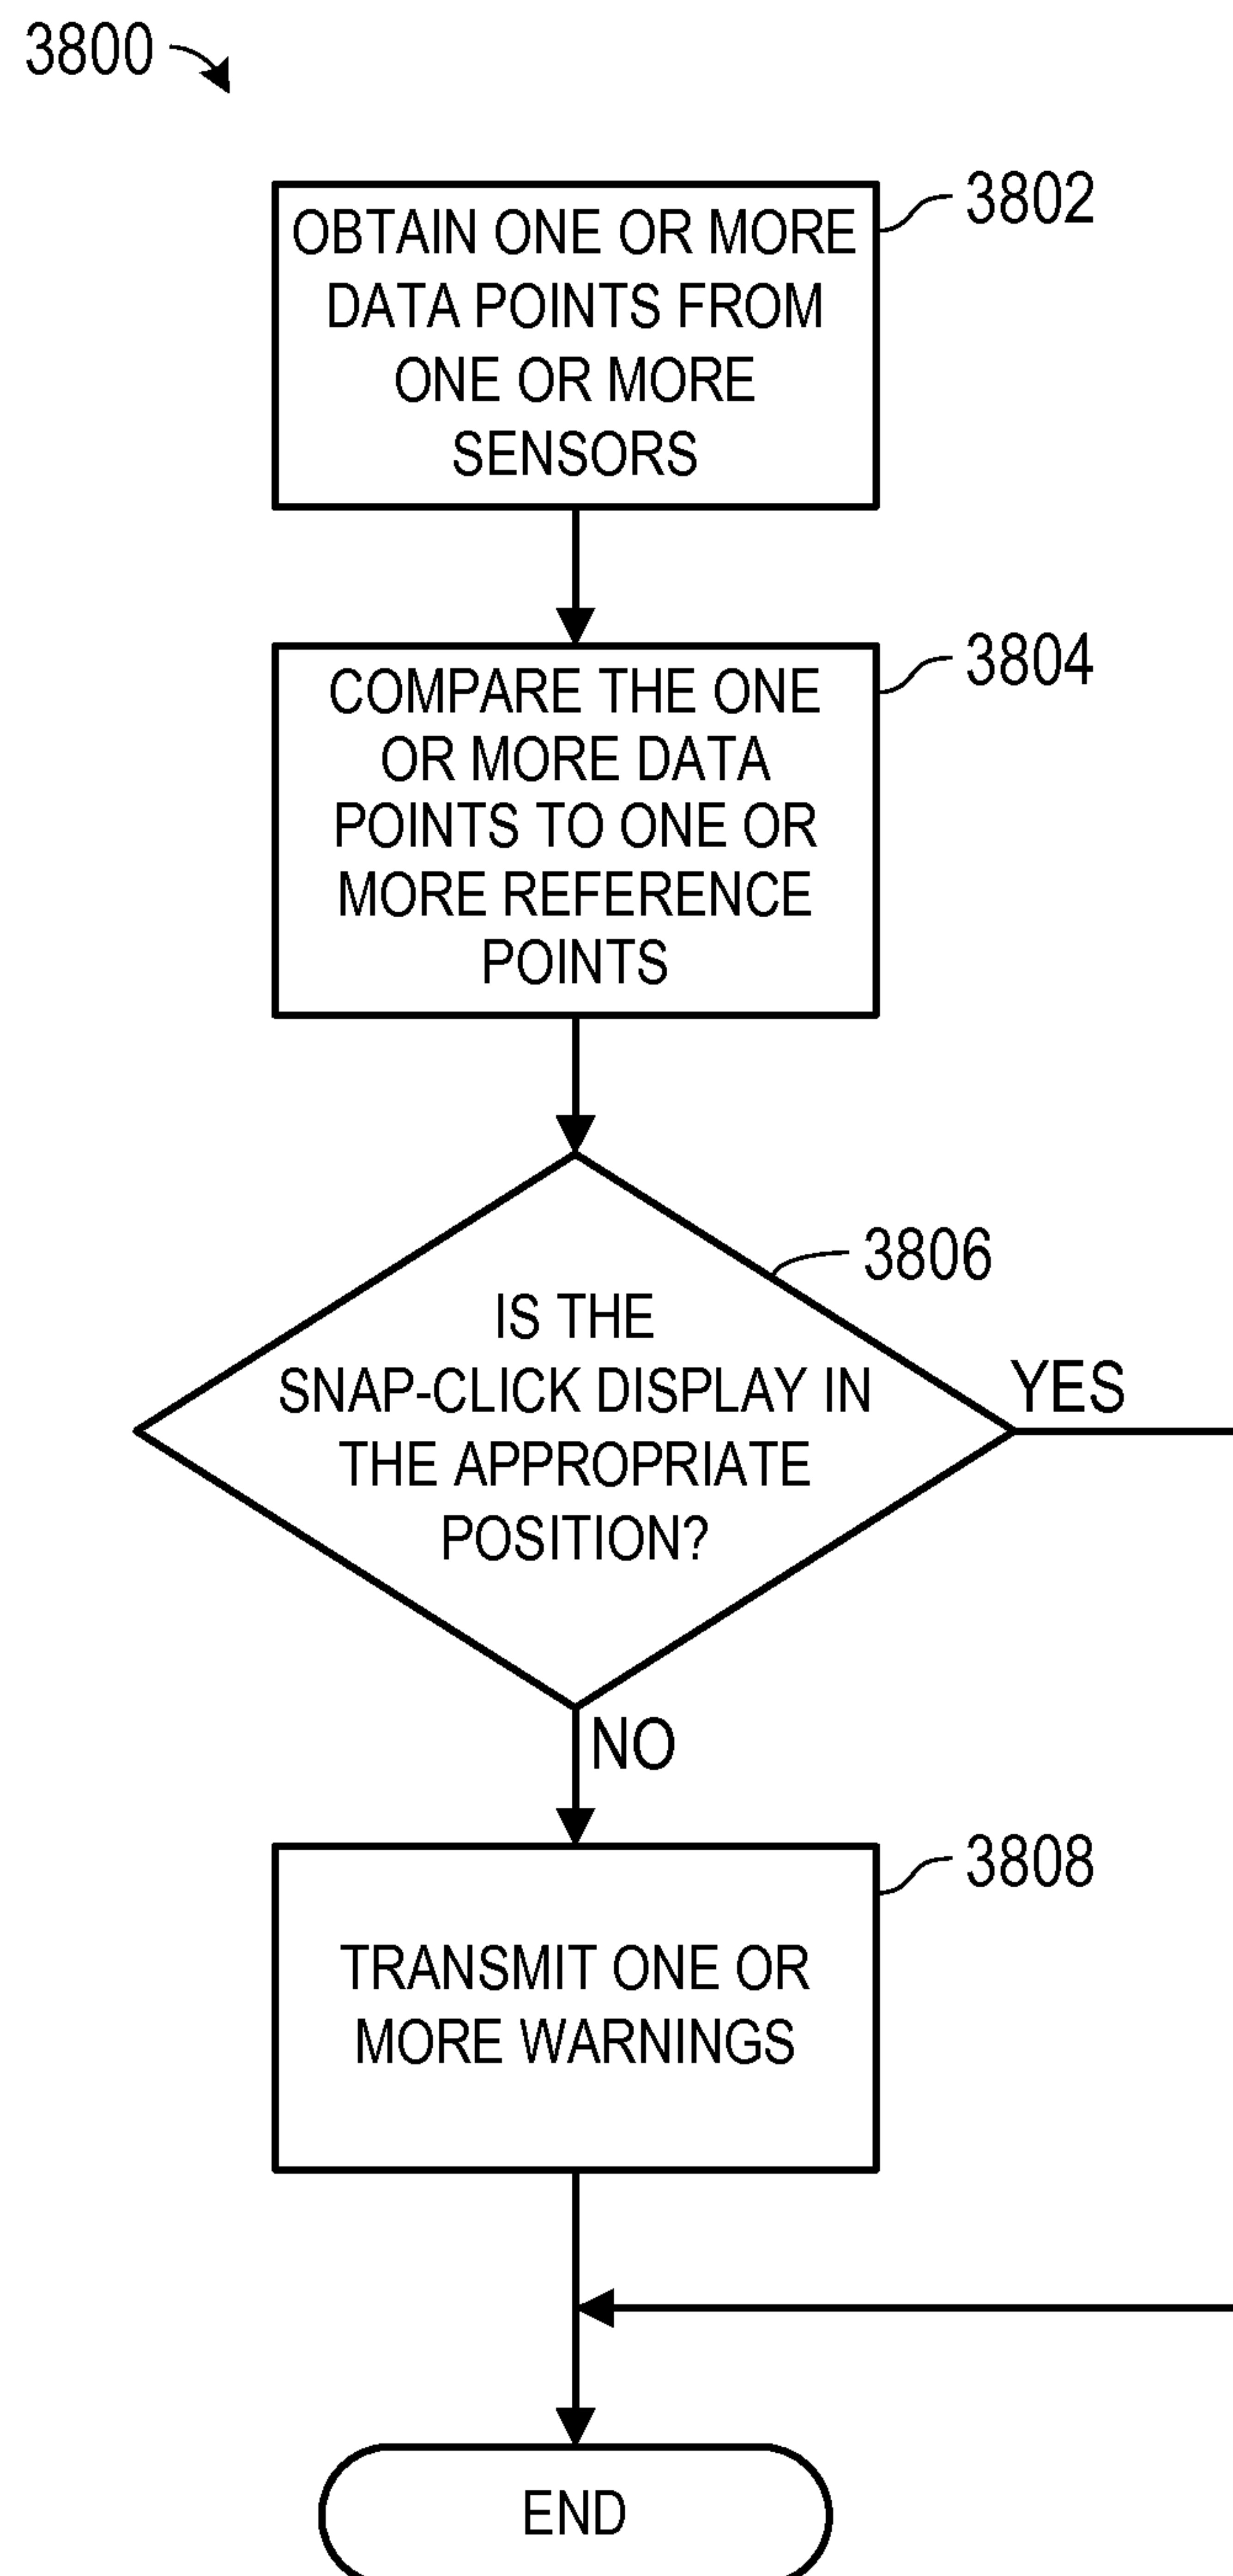 3800
OBTAIN ONE OR MORE
DATA POINTS FROM
ONE OR MORE
SENSORS
3802
COMPARE THE ONE
OR MORE DATA
POINTS TO ONE OR
MORE REFERENCE
POINTS
3804
IS THE
SNAP-CLICK DISPLAY IN
THE APPROPRIATE
POSITION?
3806
YES
NO
TRANSMIT ONE OR
MORE WARNINGS
3808
END